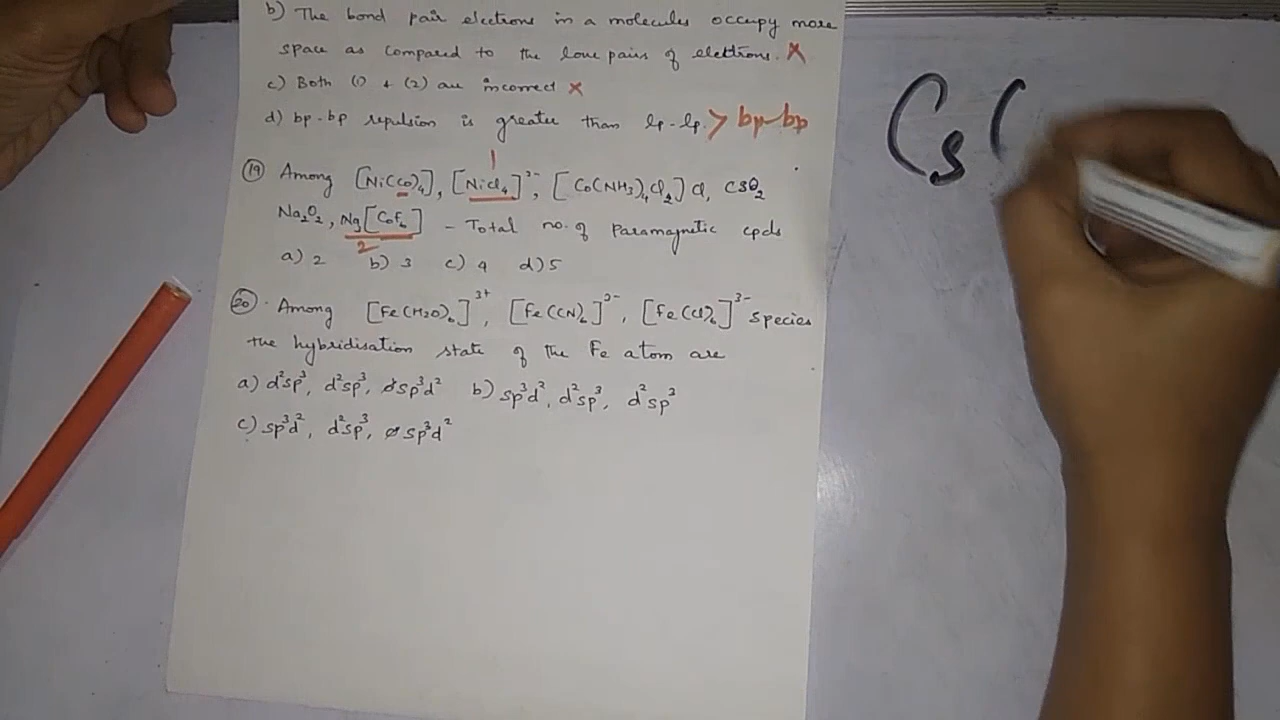 b) The bond pair electrons in a molecules occupy more
space as compared to the lone pairs of electrons. ✗
c) Both (1) + (2) are incorrect ✗
d) bp-bp repulsion is greater than lp-lp. > bp-bp
1
(19) Among [Ni(CO)4], [NiCl4]²⁻, [Co(NH3)4Cl2]Cl, CsO2
Na2O2, [CoF6] - Total no. of Paramagnetic cpds
2
a) 2 b) 3 c) 4 d) 5
(20). Among [Fe(H2O)6]³⁺, [Fe(CN)6]³⁻, [Fe(Cl)6]³⁻ species
the hybridisation state of the Fe atom are
a) d²sp³, d²sp³, sp³d² b) sp³d², d²sp³, d²sp³
c) sp³d², d²sp³, sp³d²
Cs (